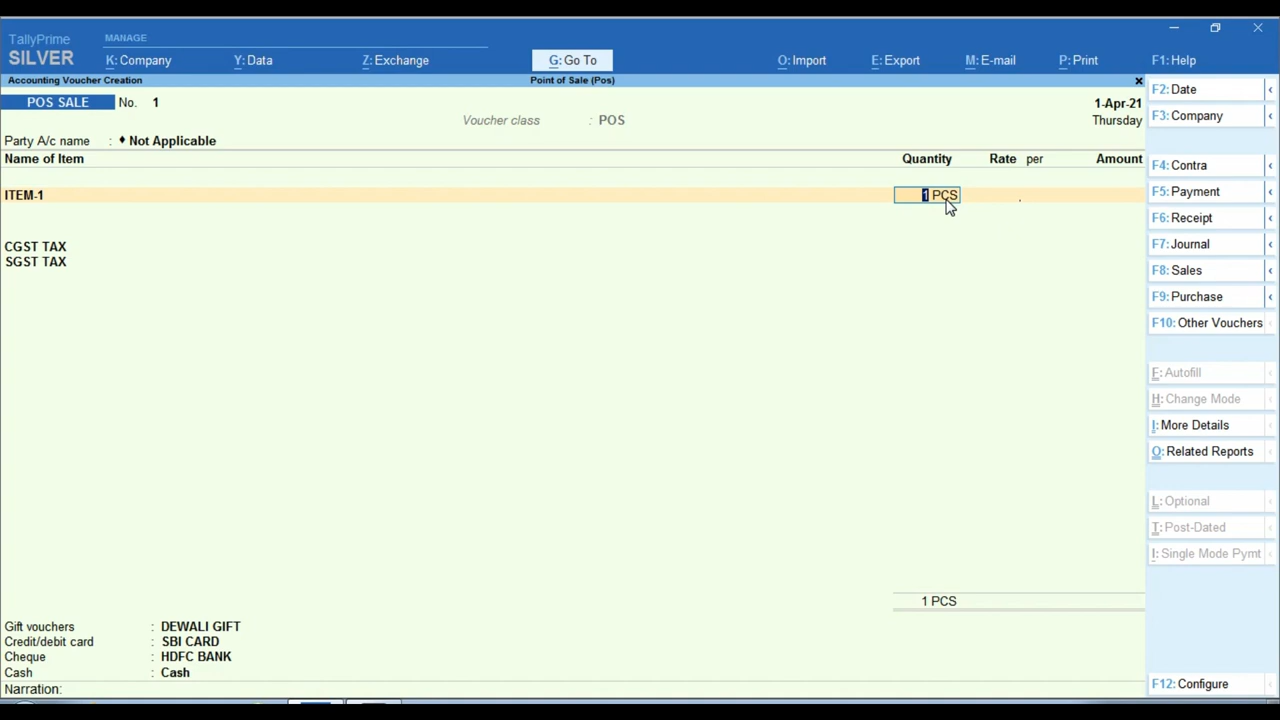 TallyPrime
MANAGE
SILVER
K: Company
Y: Data
Z: Exchange
G: Go To
O: Import
E: Export
M: E-mail
P: Print
F1: Help
Accounting Voucher Creation
Point of Sale (Pos)
POS SALE No. 1
1-Apr-21
Voucher class : POS
Thursday
Party A/c name : ♦ Not Applicable
Name of Item Quantity Rate per Amount
ITEM-1 1 PCS
CGST TAX
SGST TAX
1 PCS
Gift vouchers : DEWALI GIFT
Credit/debit card : SBI CARD
Cheque : HDFC BANK
Cash : Cash
Narration:
F2: Date
F3: Company
F4: Contra
F5: Payment
F6: Receipt
F7: Journal
F8: Sales
F9: Purchase
F10: Other Vouchers
F: Autofill
H: Change Mode
I: More Details
O: Related Reports
L: Optional
T: Post-Dated
I: Single Mode Pymt
F12: Configure